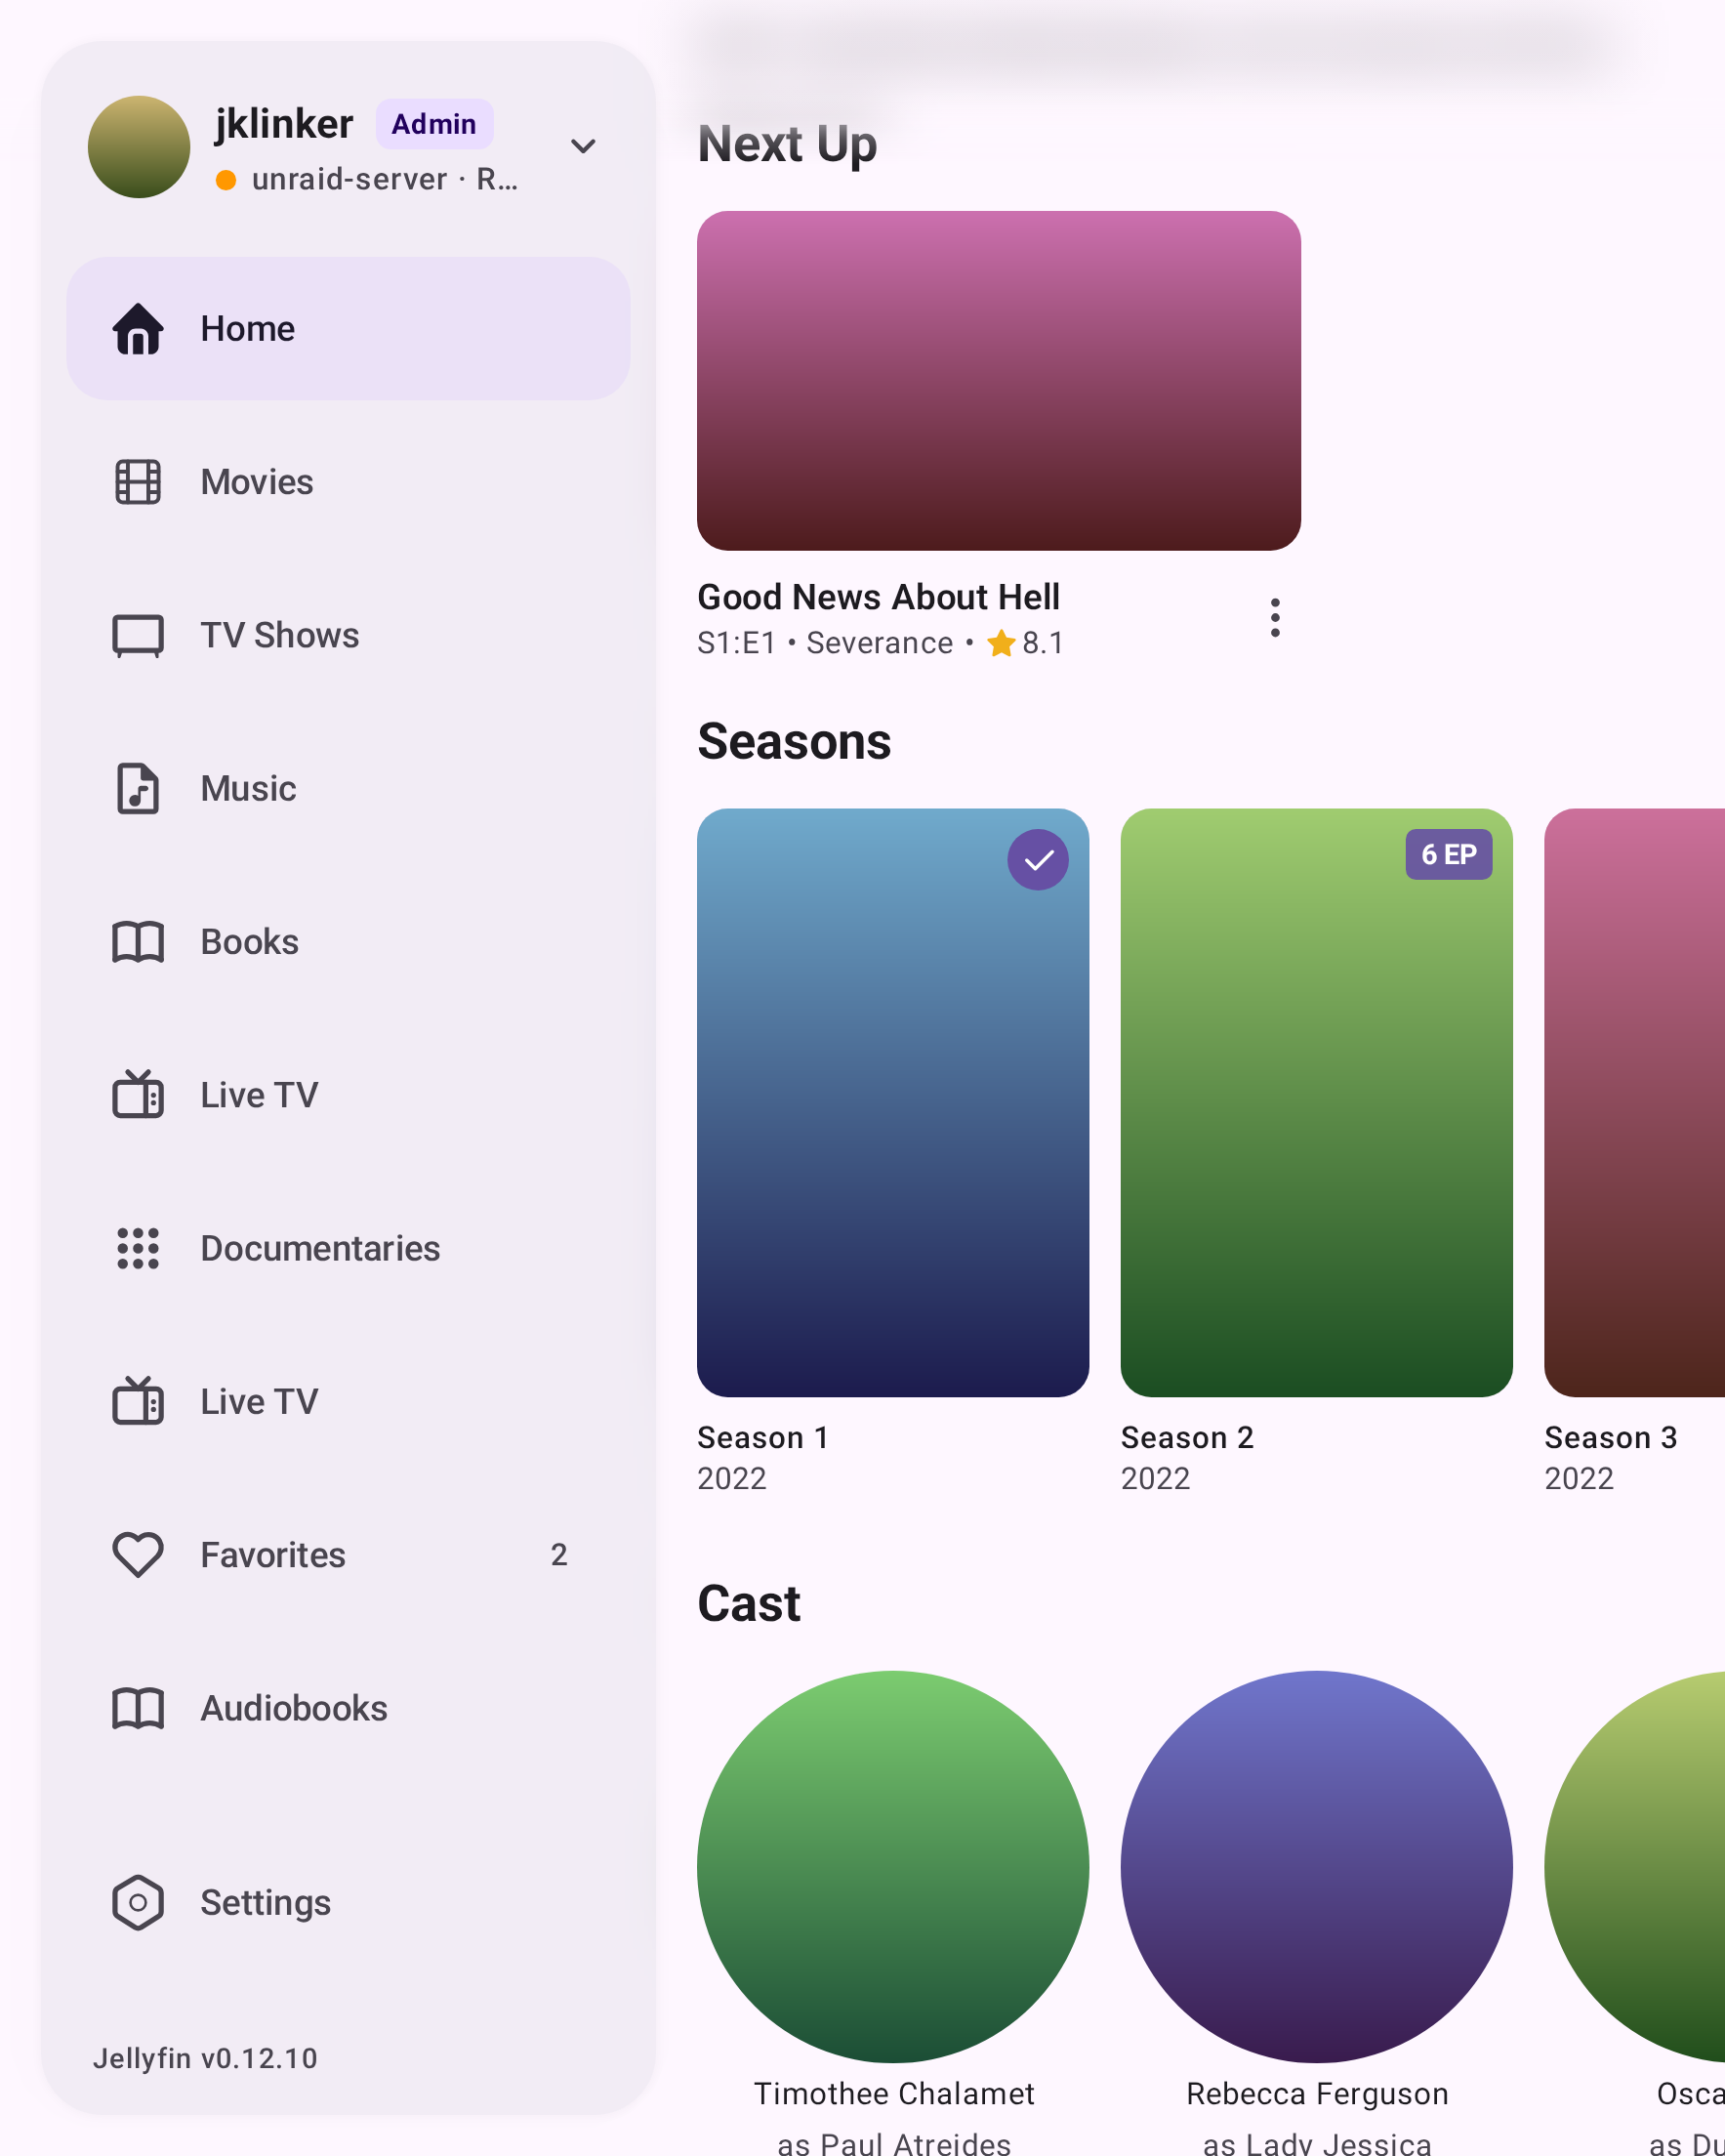 jklinker Admin
unraid-server · R...
Home
Movies
TV Shows
Music
Books
Live TV
Documentaries
Live TV
Favorites 2
Audiobooks
Settings
Jellyfin v0.12.10
Next Up
Good News About Hell
S1:E1 • Severance • 8.1
Seasons
6 EP
Season 1
2022
Season 2
2022
Season 3
2022
Cast
Timothee Chalamet
as Paul Atreides
Rebecca Ferguson
as Lady Jessica
Osca
as Du